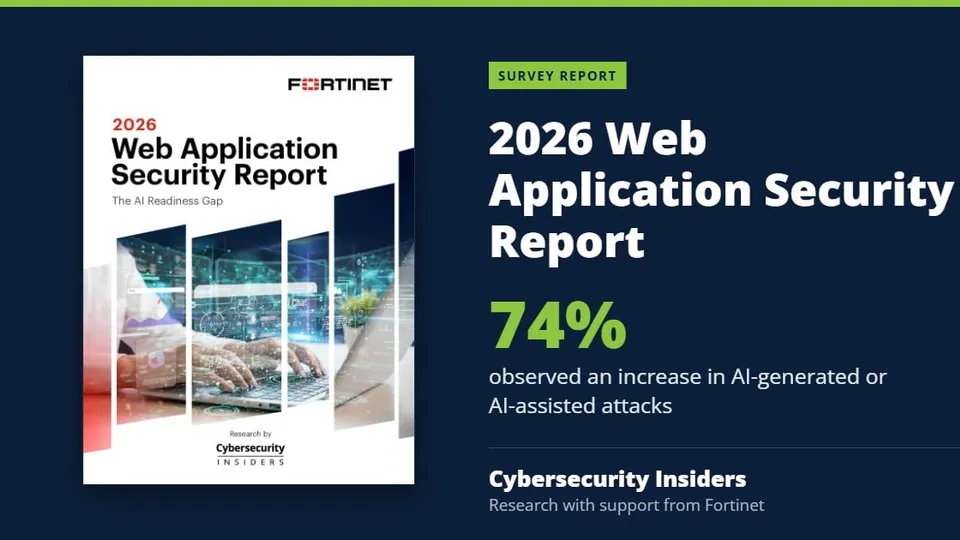 FORTINET
2026
Web Application
Security Report
The AI Readiness Gap
Chat
Research by
Cybersecurity
INSIDERS
SURVEY REPORT
2026 Web
Application Security
Report
74%
observed an increase in AI-generated or
AI-assisted attacks
Cybersecurity Insiders
Research with support from Fortinet